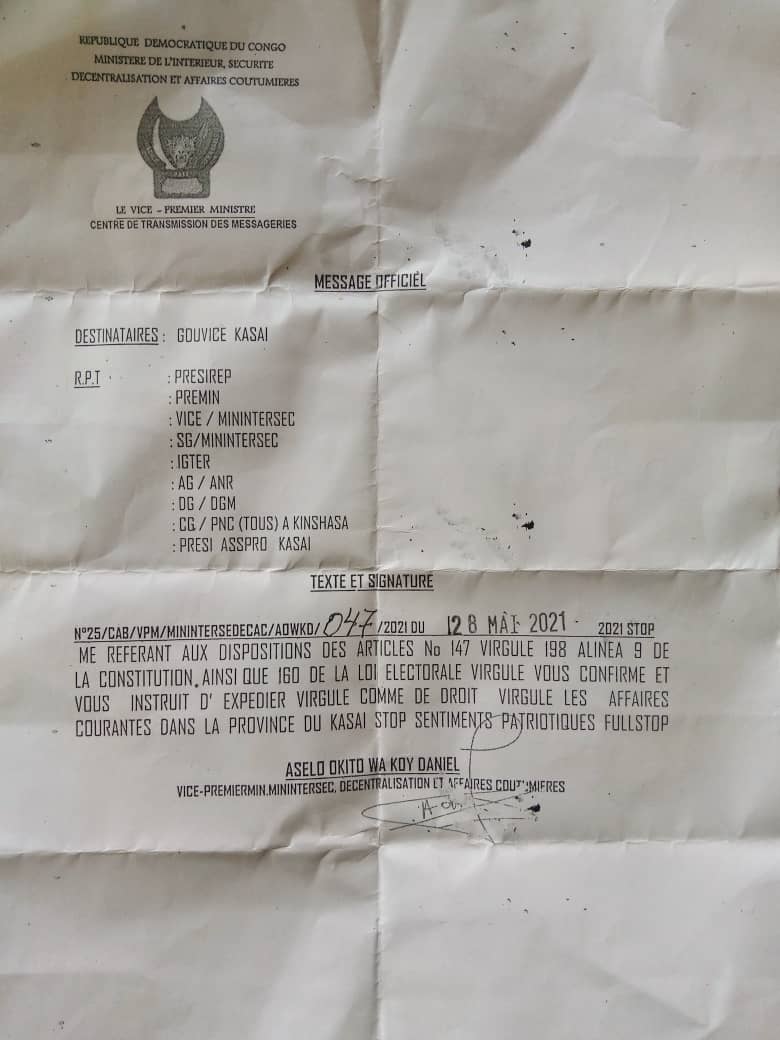 REPUBLIQUE DEMOCRATIQUE DU CONGO
MINISTERE DE L'INTERIEUR, SECURITE
DECENTRALISATION ET AFFAIRES COUTUMIERES
LE VICE – PREMIER MINISTRE
CENTRE DE TRANSMISSION DES MESSAGERIES
MESSAGE OFFICIEL
DESTINATAIRES : GOUVICE KASAI
R.P.T : PRESIREP
: PREMIN
: VICE / MININTERSEC
: SG/MININTERSEC
: IGTER
: AG / ANR
: DG / DGM
: CG / PNC (TOUS) A KINSHASA
: PRESI ASSPRO KASAI
TEXTE ET SIGNATURE
N°25/CAB/VPM/MININTERSEDECAC/AOWKD/047/2021 DU 28 MAI 2021 2021 STOP
ME REFERANT AUX DISPOSITIONS DES ARTICLES No 147 VIRGULE 198 ALINEA 9 DE
LA CONSTITUTION, AINSI QUE 160 DE LA LOI ELECTORALE VIRGULE VOUS CONFIRME ET
VOUS INSTRUIT D' EXPEDIER VIRGULE COMME DE DROIT VIRGULE LES AFFAIRES
COURANTES DANS LA PROVINCE DU KASAI STOP SENTIMENTS PATRIOTIQUES FULLSTOP
ASELO OKITO WA KOY DANIEL
VICE-PREMIERMIN.MININTERSEC, DECENTRALISATION ET AFFAIRES COUTUMIERES